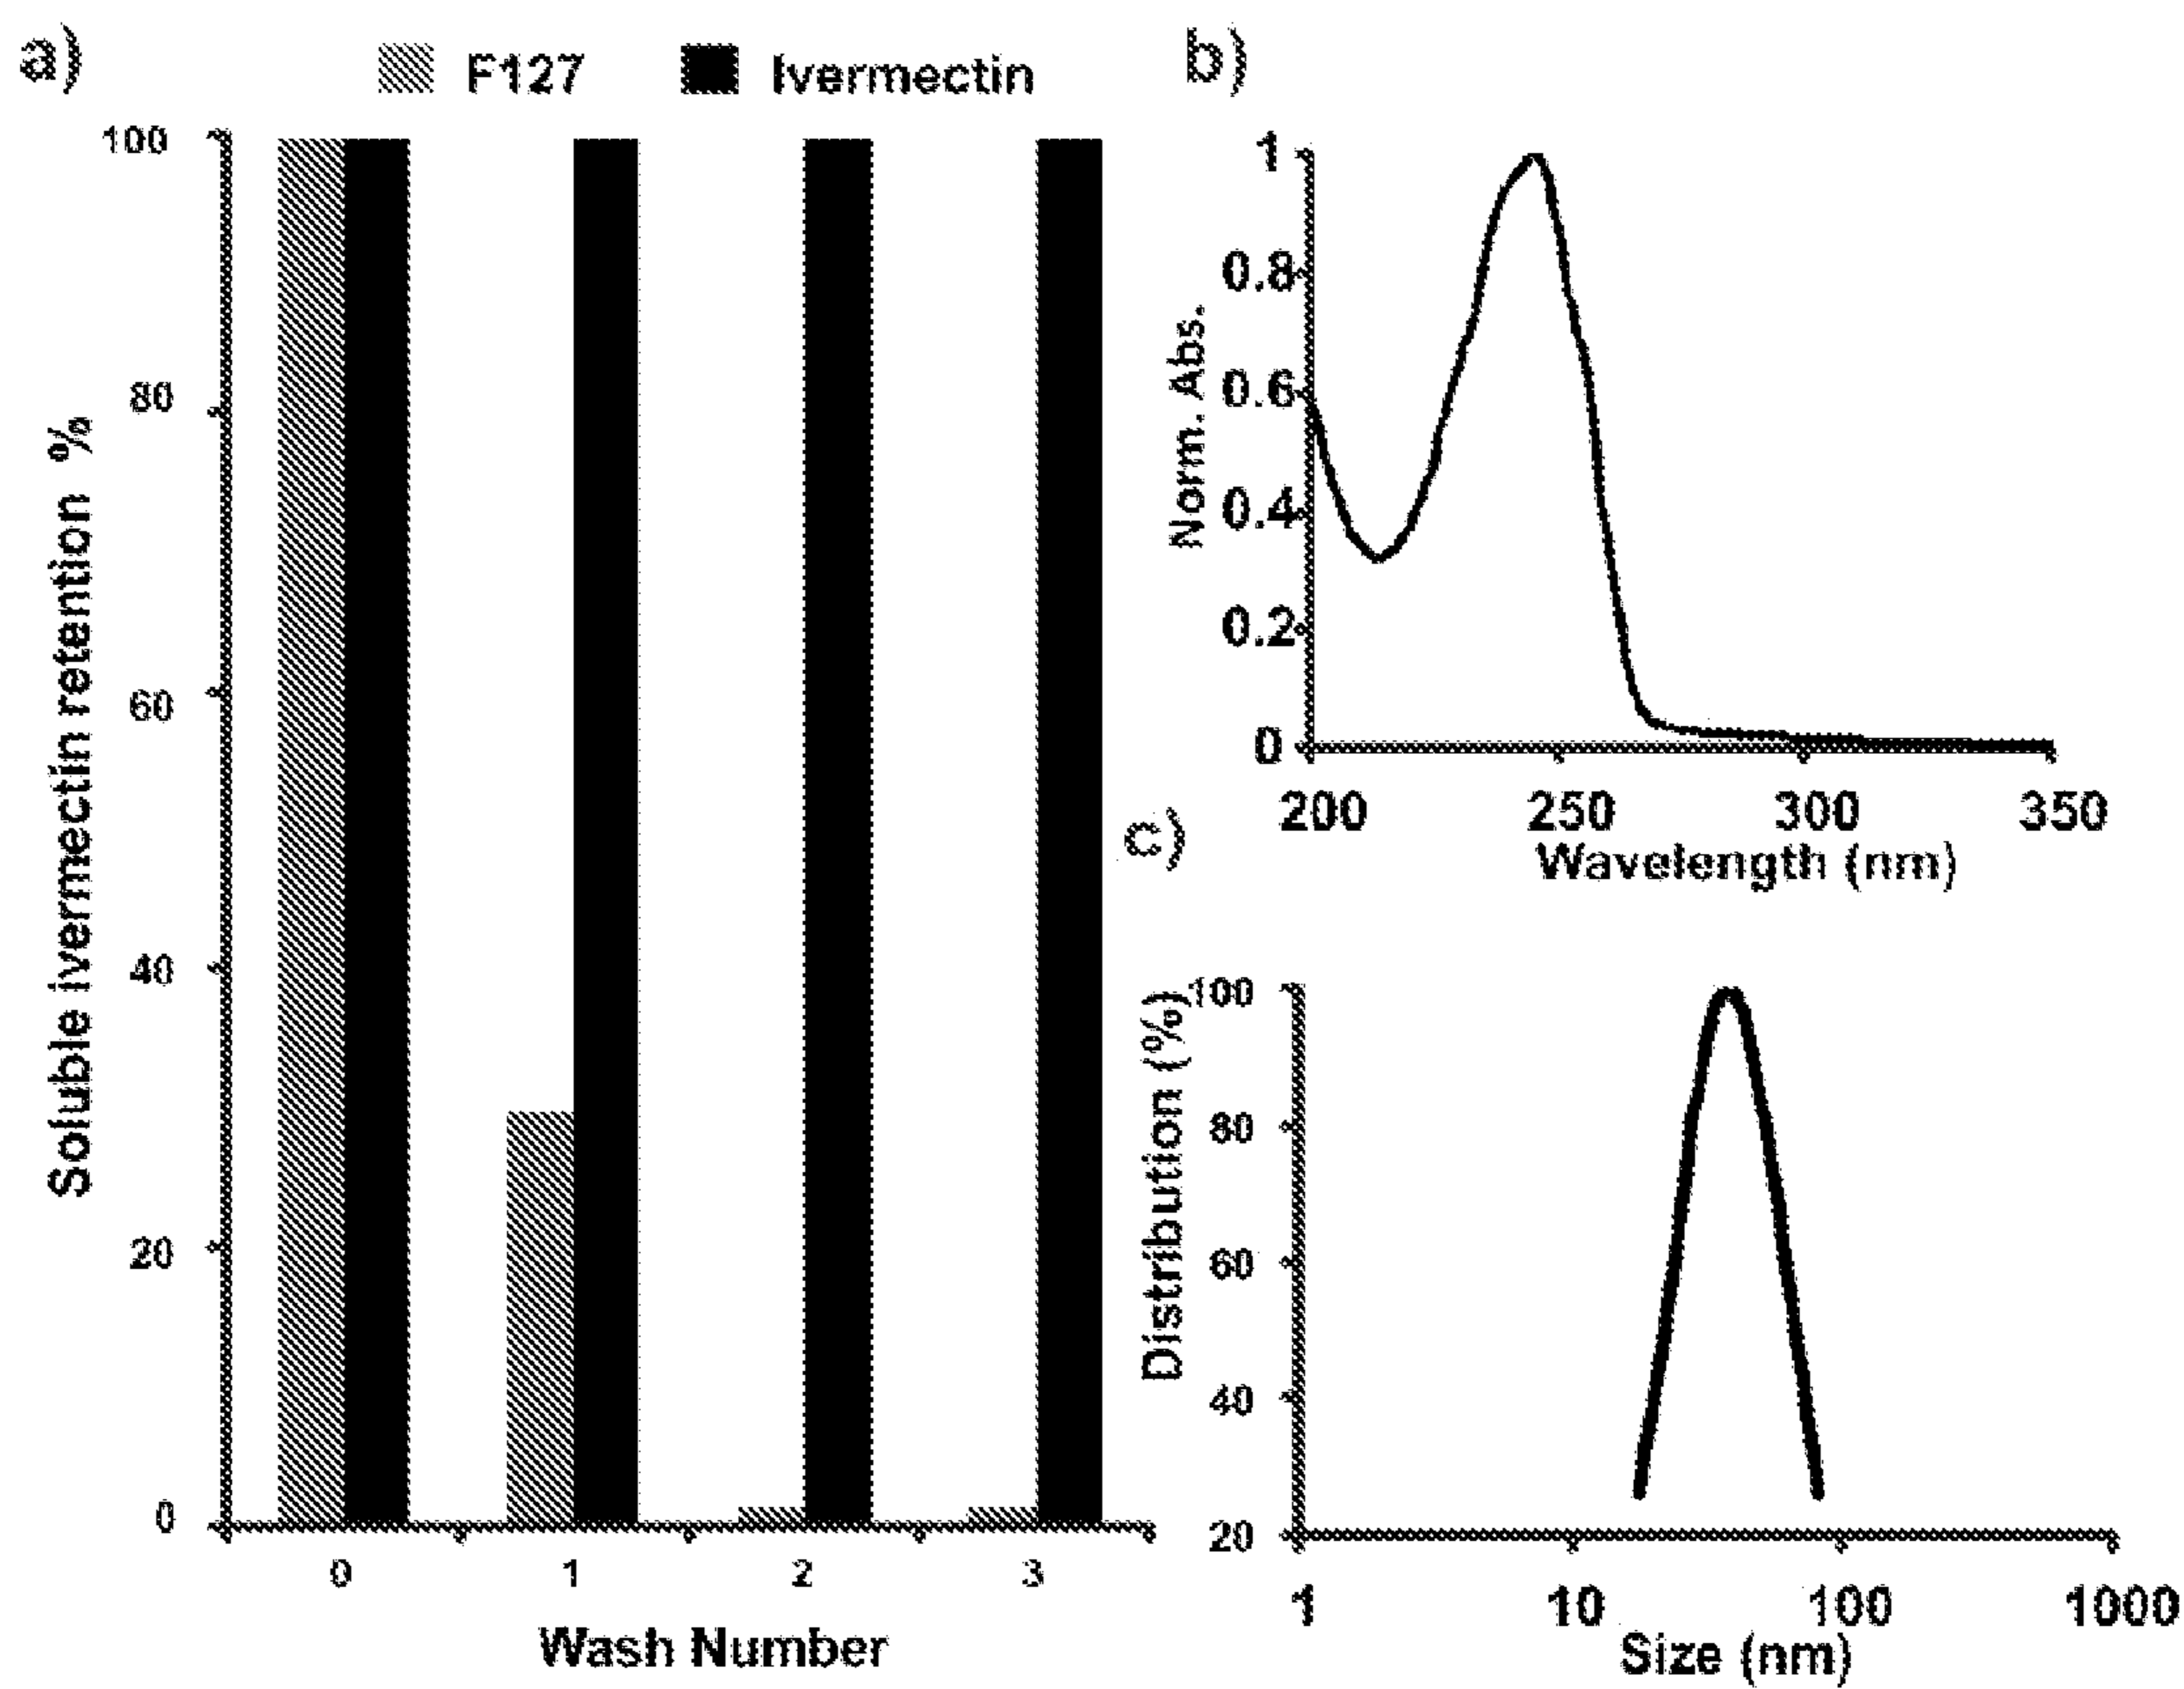 a)
F127 Ivermectin
Soluble ivermectin retention %
100
80
60
40
20
0
0 1 2 3
Wash Number
b)
Norm. Abs.
1
0.8
0.6
0.4
0.2
0
200 250 300 350
Wavelength (nm)
c)
Distribution (%)
100
80
60
40
20
1 10 100 1000
Size (nm)